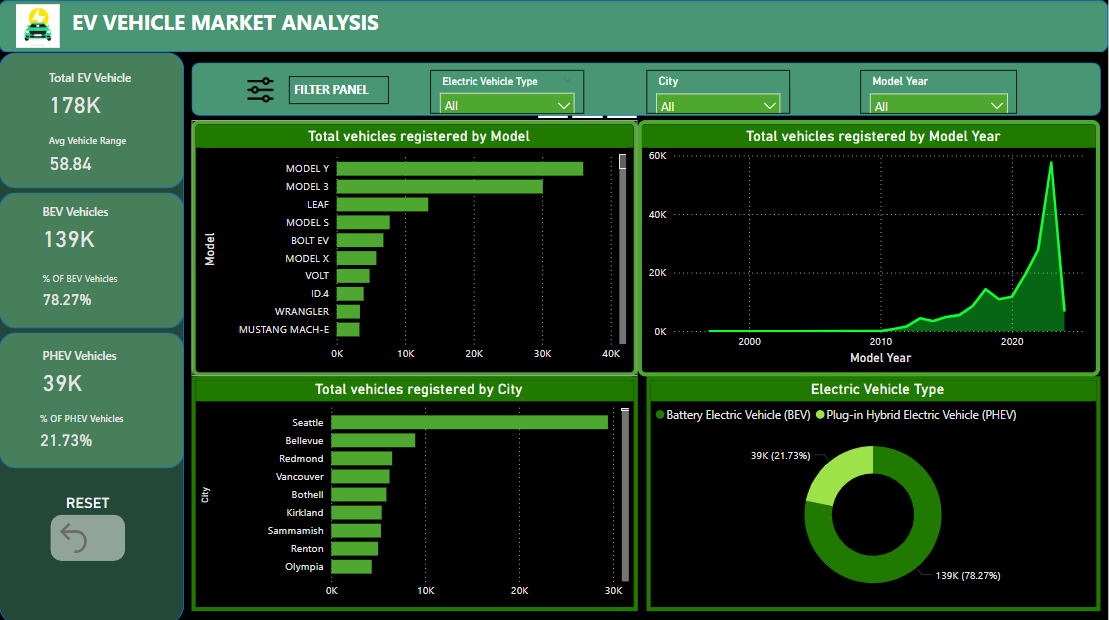 EV VEHICLE MARKET ANALYSIS
Total EV Vehicle
178K
Avg Vehicle Range
58.84
BEV Vehicles
139K
% OF BEV Vehicles
78.27%
PHEV Vehicles
39K
% OF PHEV Vehicles
21.73%
RESET
FILTER PANEL
Electric Vehicle Type
All
City
All
Model Year
All
Total vehicles registered by Model
Model
MODEL Y
MODEL 3
LEAF
MODEL S
BOLT EV
MODEL X
VOLT
ID.4
WRANGLER
MUSTANG MACH-E
0K 10K 20K 30K 40K
Total vehicles registered by Model Year
60K
40K
20K
0K
2000 2010 2020
Model Year
Total vehicles registered by City
City
Seattle
Bellevue
Redmond
Vancouver
Bothell
Kirkland
Sammamish
Renton
Olympia
0K 10K 20K 30K
Electric Vehicle Type
Battery Electric Vehicle (BEV) Plug-in Hybrid Electric Vehicle (PHEV)
39K (21.73%)
139K (78.27%)